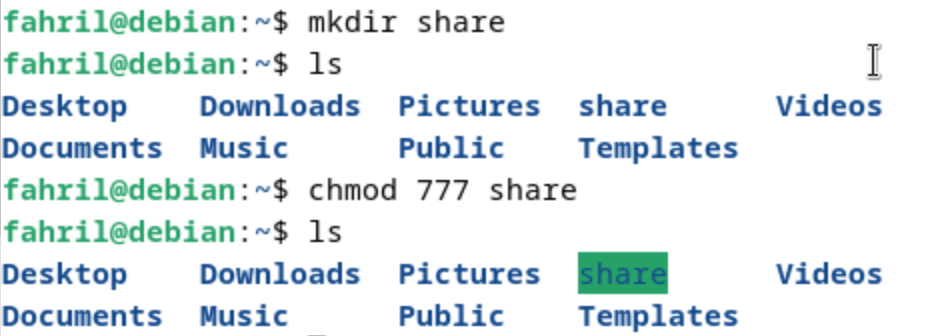 fahril@debian:~$ mkdir share
fahril@debian:~$ ls
Desktop    Downloads  Pictures  share      Videos
Documents  Music      Public    Templates
fahril@debian:~$ chmod 777 share
fahril@debian:~$ ls
Desktop    Downloads  Pictures  share      Videos
Documents  Music      Public    Templates